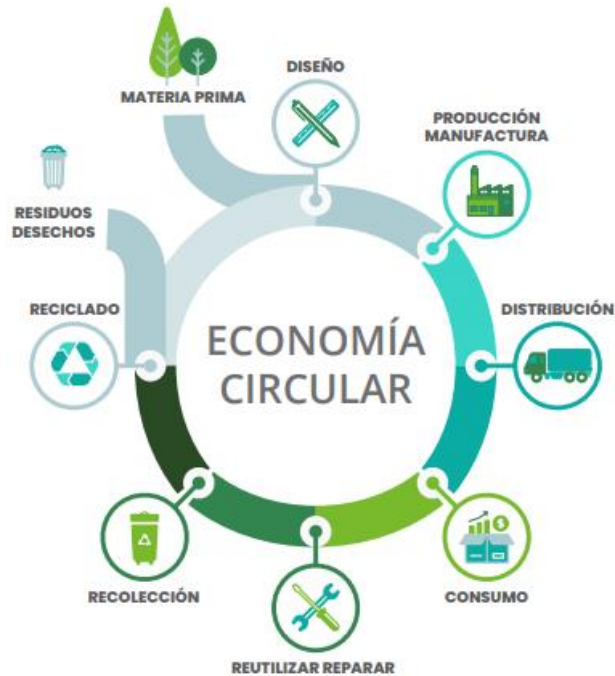 MATERIA PRIMA
DISEÑO
PRODUCCIÓN
MANUFACTURA
RESIDUOS
DESECHOS
RECICLADO
DISTRIBUCIÓN
ECONOMÍA
CIRCULAR
RECOLECCIÓN
CONSUMO
REUTILIZAR REPARAR